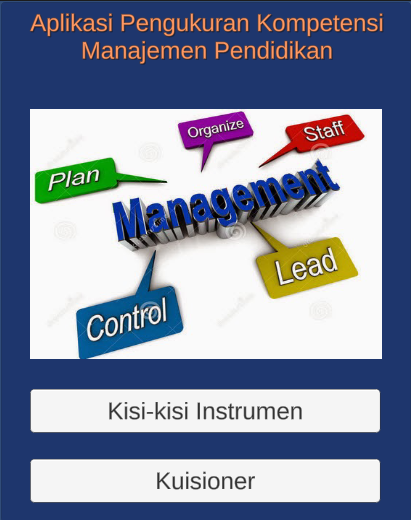 Aplikasi Pengukuran Kompetensi
Manajemen Pendidikan
Organize
Staff
Plan
Management
Lead
Control
Kisi-kisi Instrumen
Kuisioner